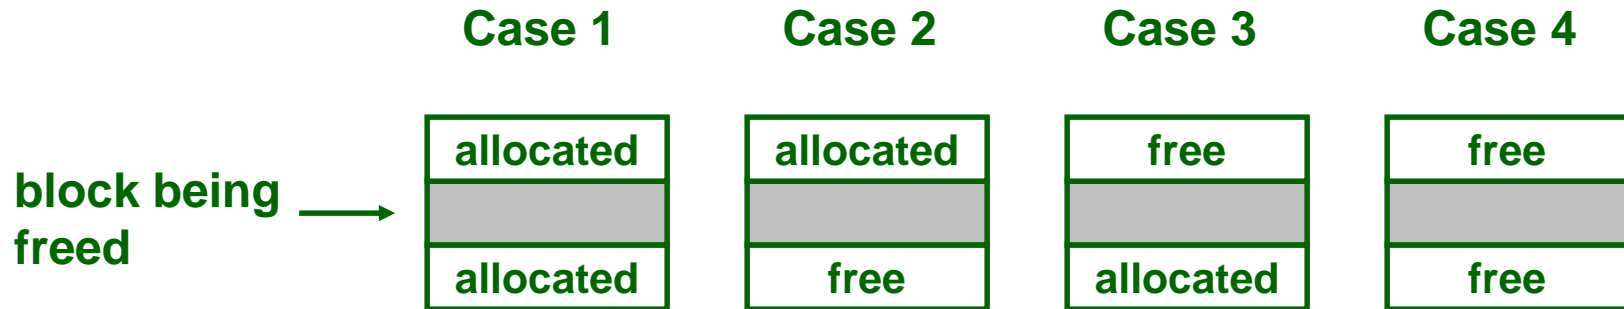 Case 1 Case 2 Case 3 Case 4
allocated allocated free free
block being
freed
allocated free allocated free